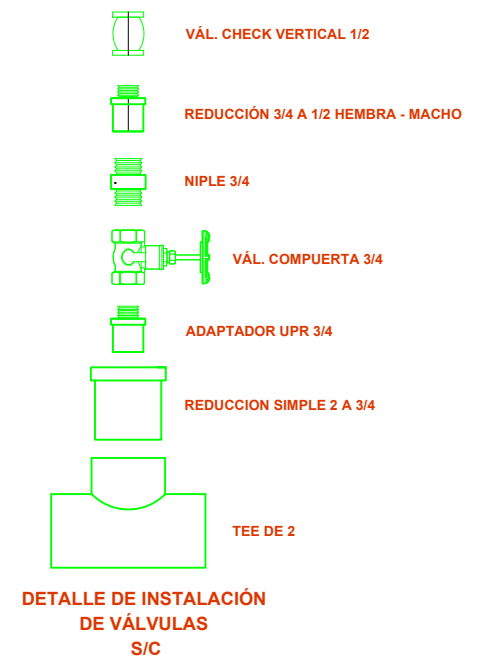 VÁL. CHECK VERTICAL 1/2
REDUCCIÓN 3/4 A 1/2 HEMBRA - MACHO
NIPLE 3/4
VÁL. COMPUERTA 3/4
ADAPTADOR UPR 3/4
REDUCCION SIMPLE 2 A 3/4
TEE DE 2
DETALLE DE INSTALACIÓN
DE VÁLVULAS
S/C